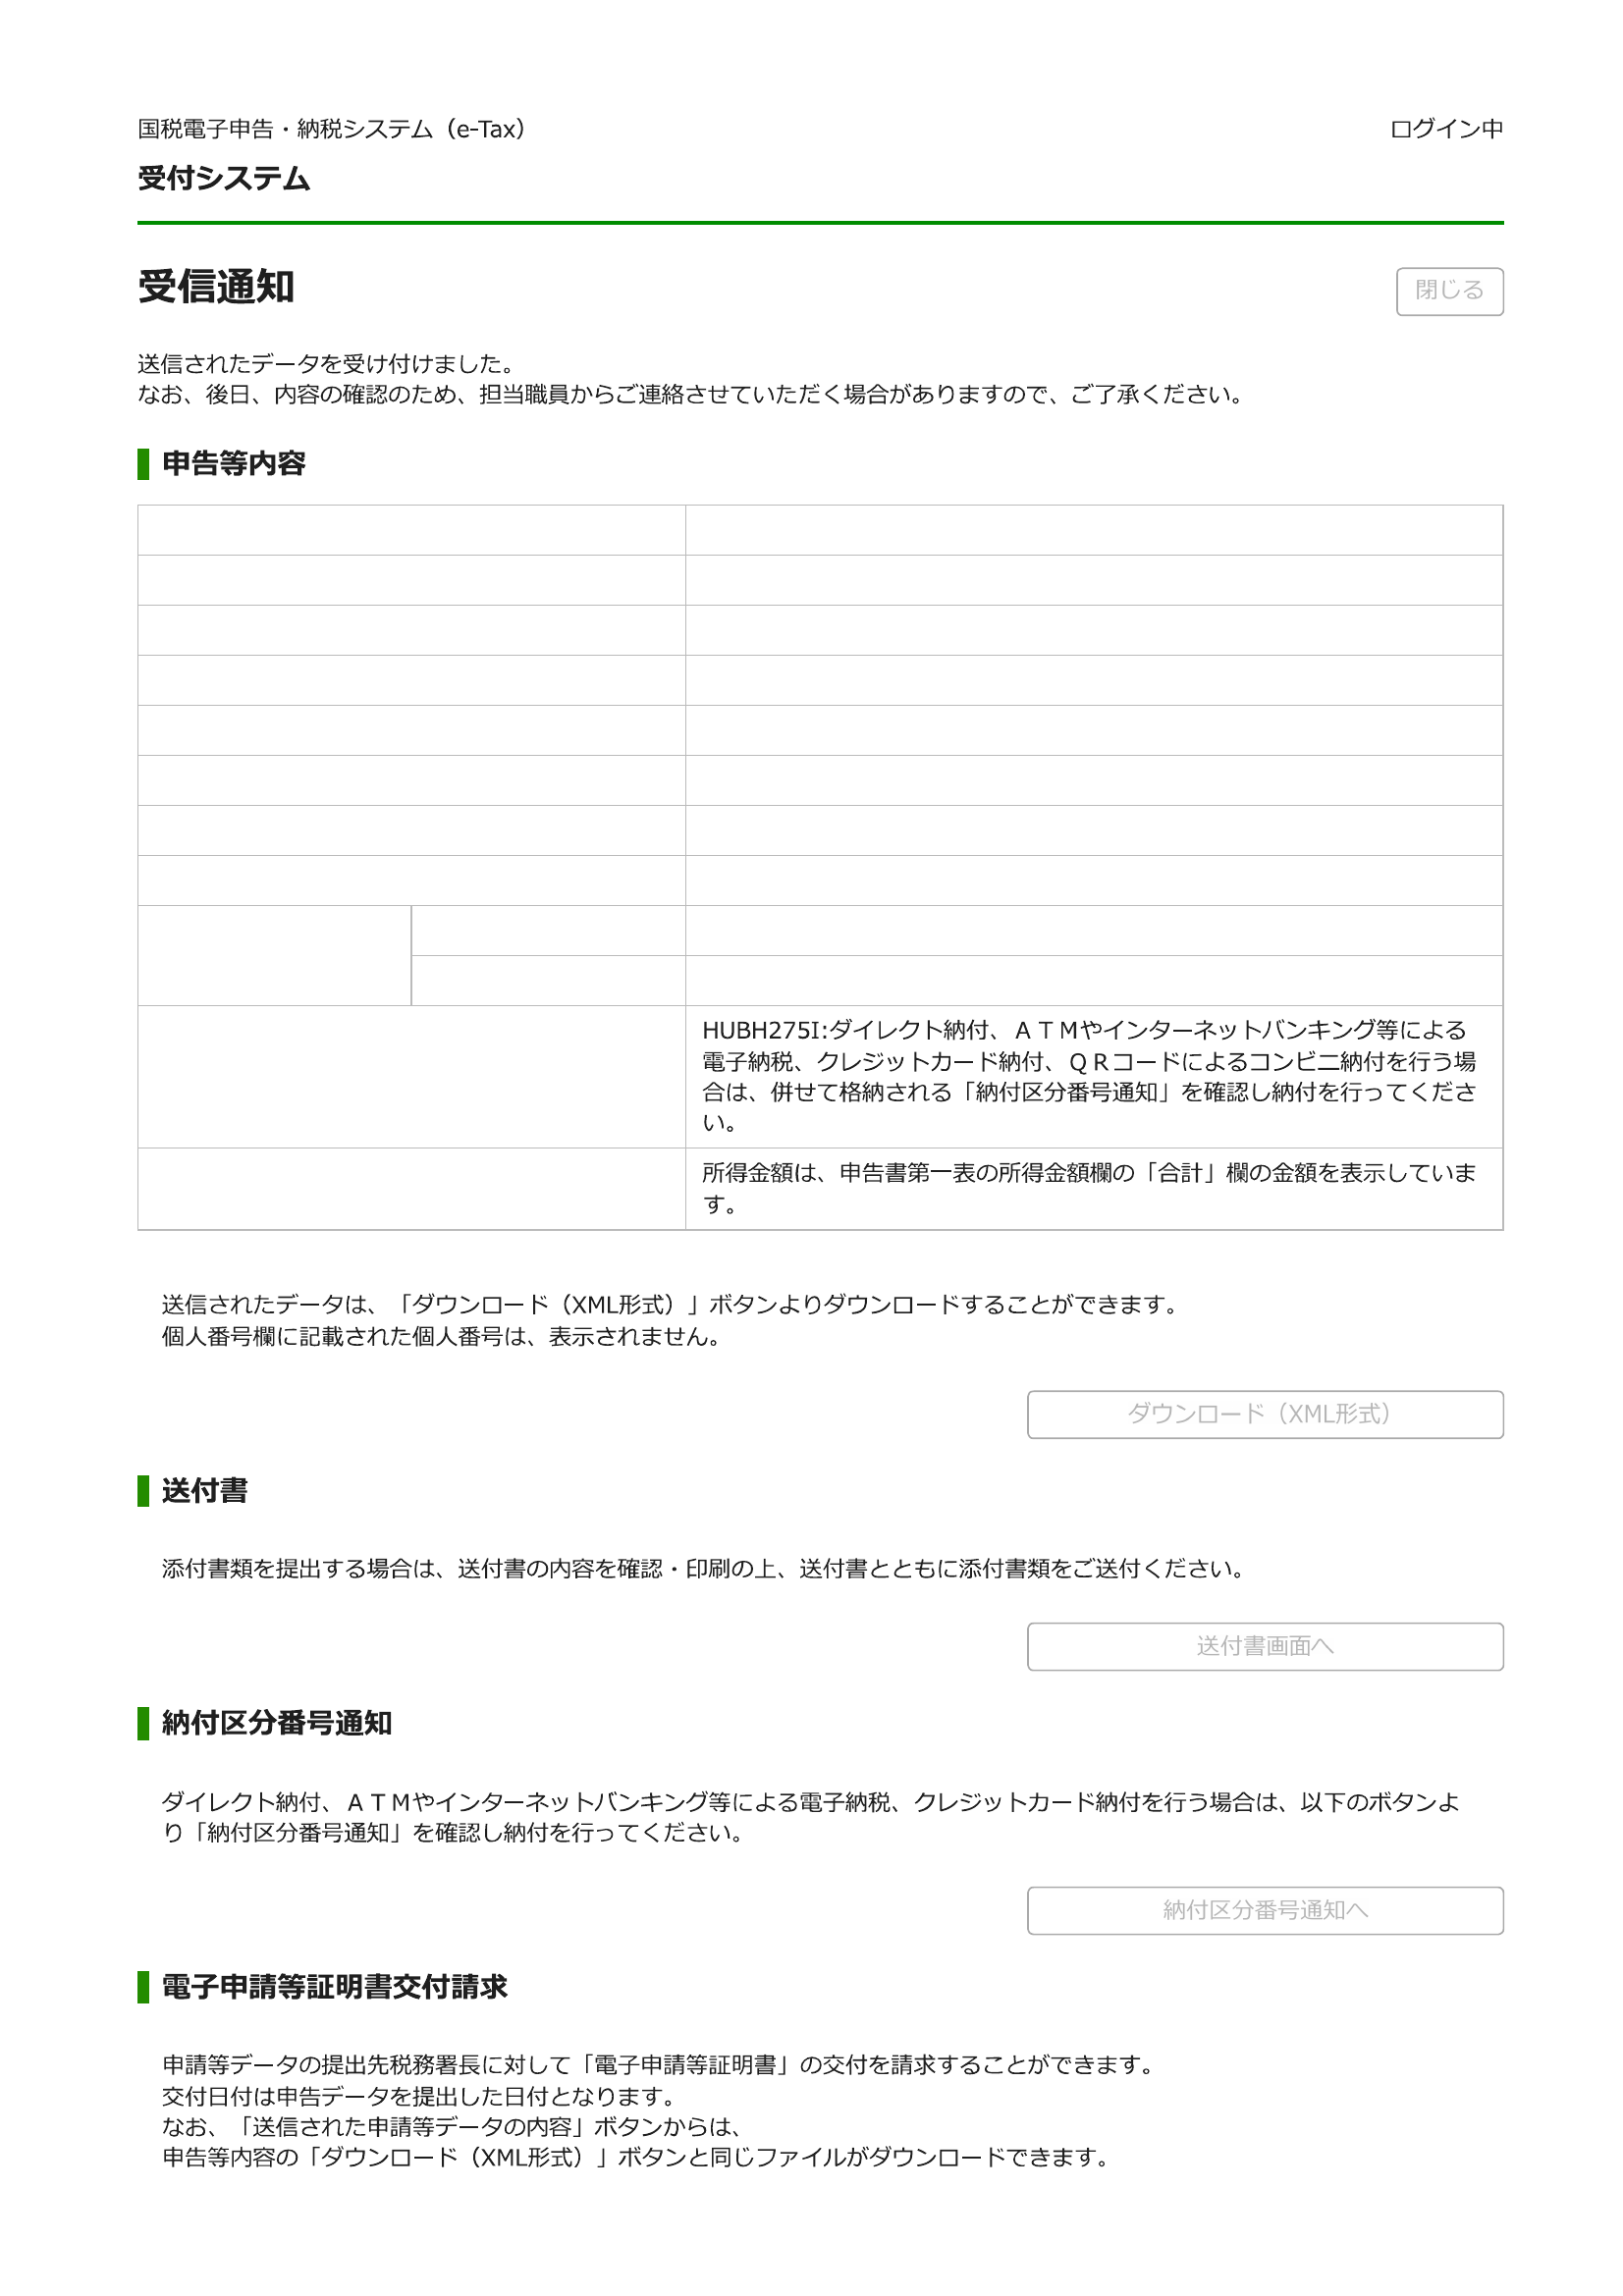 国税電子申告・納税システム（e-Tax）
ログイン中
受付システム
受信通知
閉じる
送信されたデータを受け付けました。
なお、後日、内容の確認のため、担当職員からご連絡させていただく場合がありますので、ご了承ください。
申告等内容
HUBH275I:ダイレクト納付、ＡＴＭやインターネットバンキング等による
電子納税、クレジットカード納付、ＱＲコードによるコンビニ納付を行う場
合は、併せて格納される「納付区分番号通知」を確認し納付を行ってくださ
い。
所得金額は、申告書第一表の所得金額欄の「合計」欄の金額を表示していま
す。
送信されたデータは、「ダウンロード（XML形式）」ボタンよりダウンロードすることができます。
個人番号欄に記載された個人番号は、表示されません。
ダウンロード（XML形式）
送付書
添付書類を提出する場合は、送付書の内容を確認・印刷の上、送付書とともに添付書類をご送付ください。
送付書画面へ
納付区分番号通知
ダイレクト納付、ＡＴＭやインターネットバンキング等による電子納税、クレジットカード納付を行う場合は、以下のボタンよ
り「納付区分番号通知」を確認し納付を行ってください。
納付区分番号通知へ
電子申請等証明書交付請求
申請等データの提出先税務署長に対して「電子申請等証明書」の交付を請求することができます。
交付日付は申告データを提出した日付となります。
なお、「送信された申請等データの内容」ボタンからは、
申告等内容の「ダウンロード（XML形式）」ボタンと同じファイルがダウンロードできます。